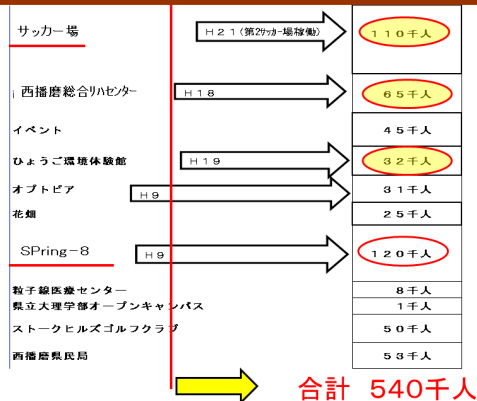 サッカー場 H21(第2サッカー場稼働) 110千人
西播磨総合リハセンター H18 65千人
イベント 45千人
ひょうご環境体験館 H19 32千人
オプトピア H9 31千人
花畑 25千人
SPring-8 H9 120千人
粒子線医療センター 8千人
県立大理学部オープンキャンパス 1千人
ストークヒルズゴルフクラブ 50千人
西播磨県民局 53千人
合計 540千人